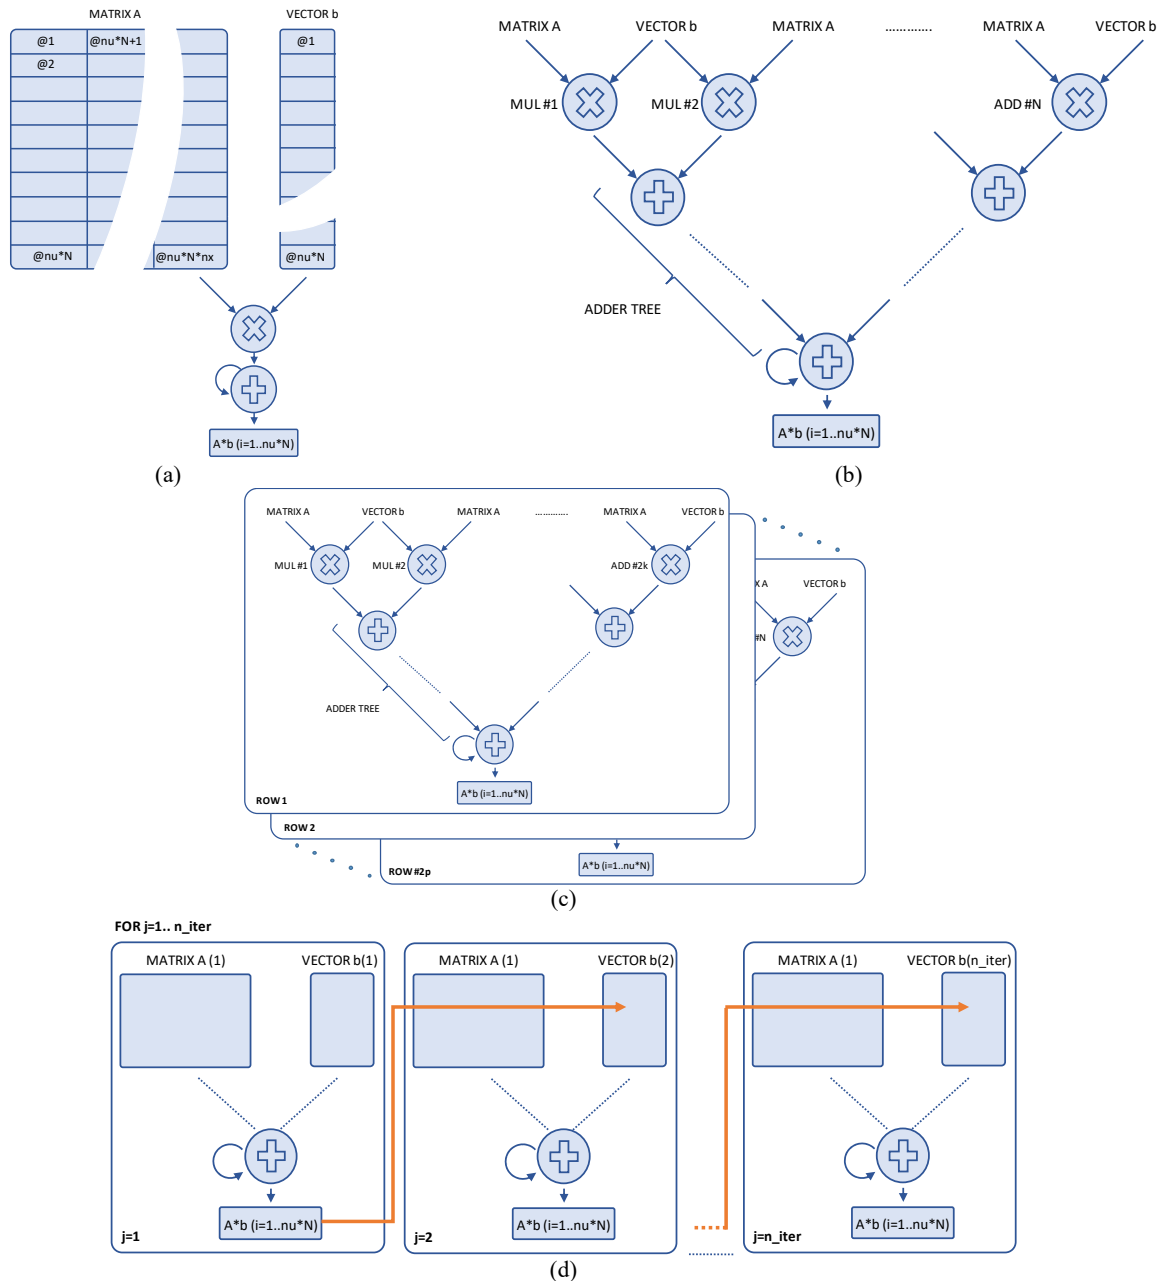 MATRIX A
VECTOR b
@1
@nu*N+1
@1
@2
@nu*N
@nu*N*nx
@nu*N
A*b (i=1..nu*N)
(a)
MATRIX A
VECTOR b
MATRIX A
.............
MATRIX A
VECTOR b
MUL #1
MUL #2
ADD #N
ADDER TREE
A*b (i=1..nu*N)
(b)
MATRIX A
VECTOR b
MATRIX A
.............
MATRIX A
VECTOR b
MUL #1
MUL #2
ADD #2k
ADDER TREE
A*b (i=1..nu*N)
ROW 1
ROW 2
X A
VECTOR b
#N
A*b (i=1..nu*N)
ROW #2p
(c)
FOR j=1.. n_iter
MATRIX A (1)
VECTOR b(1)
A*b (i=1..nu*N)
j=1
MATRIX A (1)
VECTOR b(2)
A*b (i=1..nu*N)
j=2
MATRIX A (1)
VECTOR b(n_iter)
A*b (i=1..nu*N)
j=n_iter
(d)